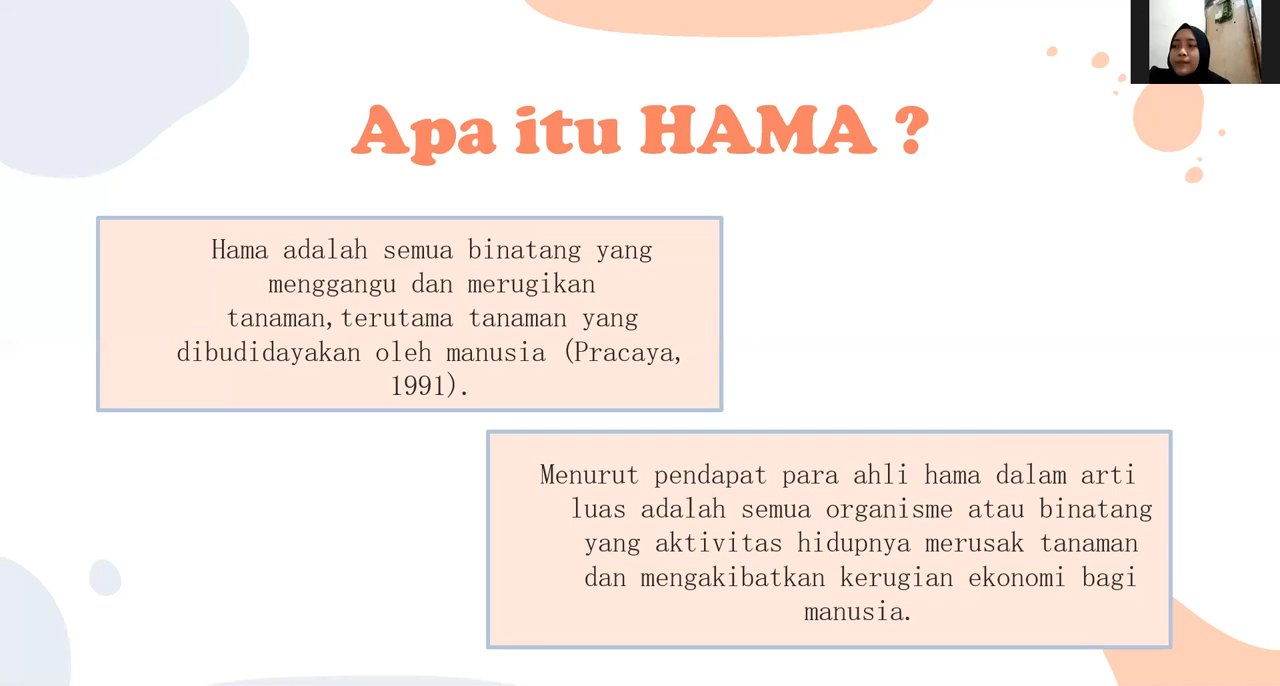 Apa itu HAMA ?
Hama adalah semua binatang yang
menggangu dan merugikan
tanaman,terutama tanaman yang
dibudidayakan oleh manusia (Pracaya,
1991).
Menurut pendapat para ahli hama dalam arti
luas adalah semua organisme atau binatang
yang aktivitas hidupnya merusak tanaman
dan mengakibatkan kerugian ekonomi bagi
manusia.